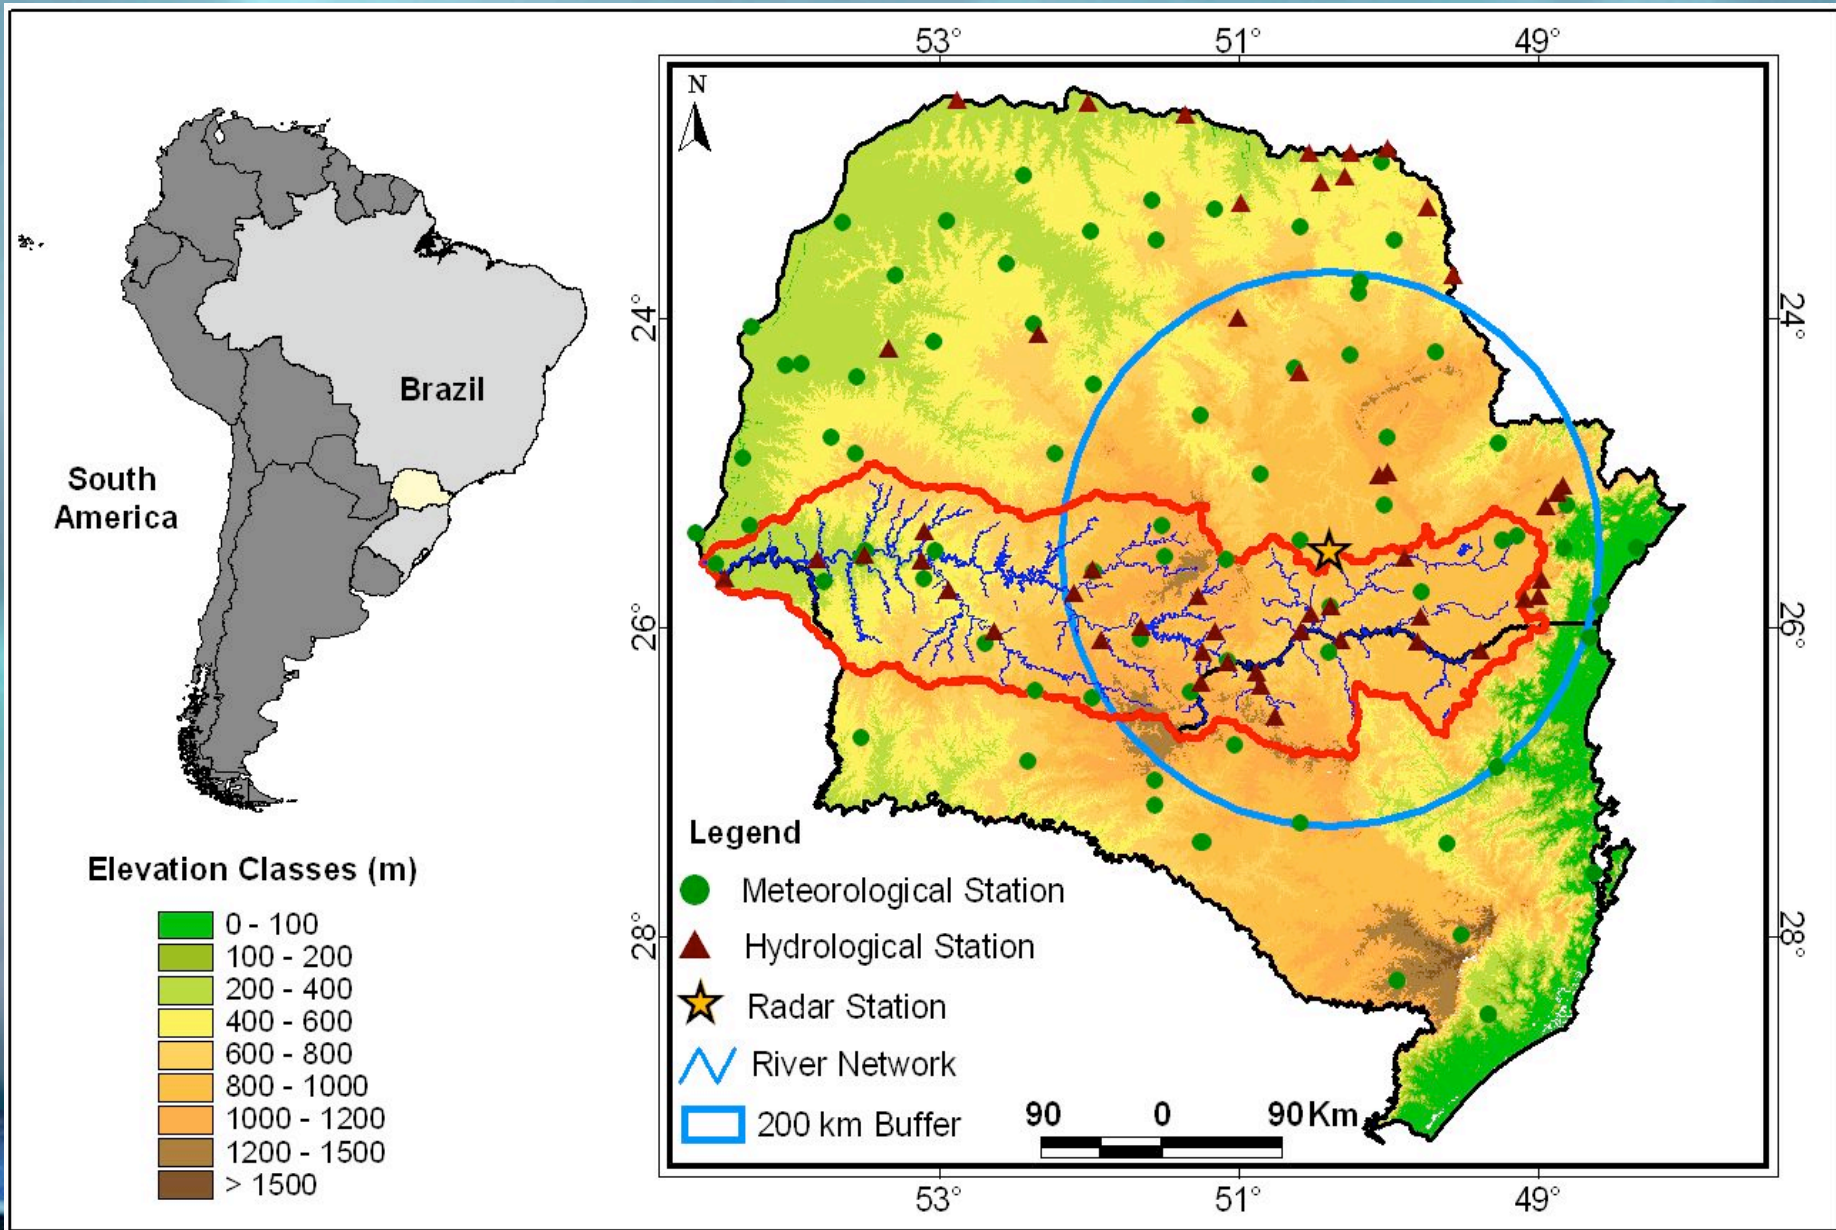 53° 51° 49°
N
24° 24°
Brazil
South
America
26° 26°
Legend
Meteorological Station
Hydrological Station
Radar Station
River Network
200 km Buffer
28° 28°
90 0 90 Km
53° 51° 49°
Elevation Classes (m)
0 - 100
100 - 200
200 - 400
400 - 600
600 - 800
800 - 1000
1000 - 1200
1200 - 1500
> 1500